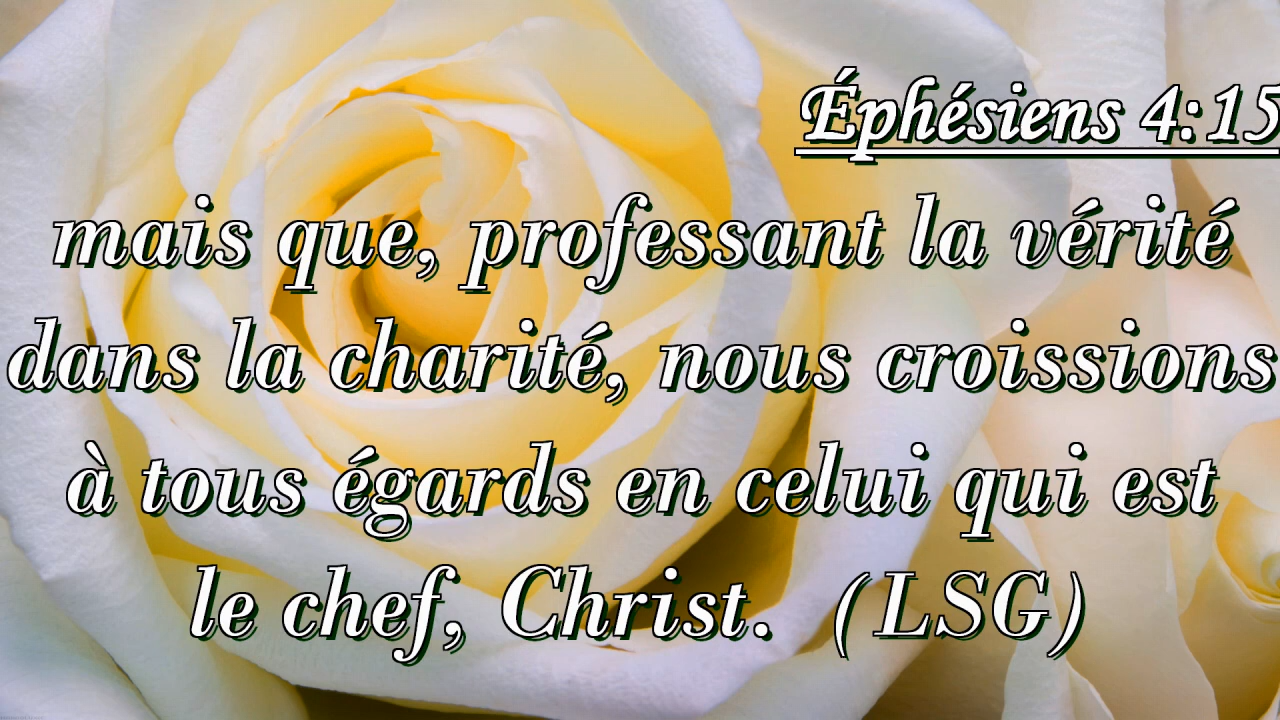 Éphésiens 4:15
mais que, professant la vérité
dans la charité, nous croissions
à tous égards en celui qui est
le chef, Christ. (LSG)